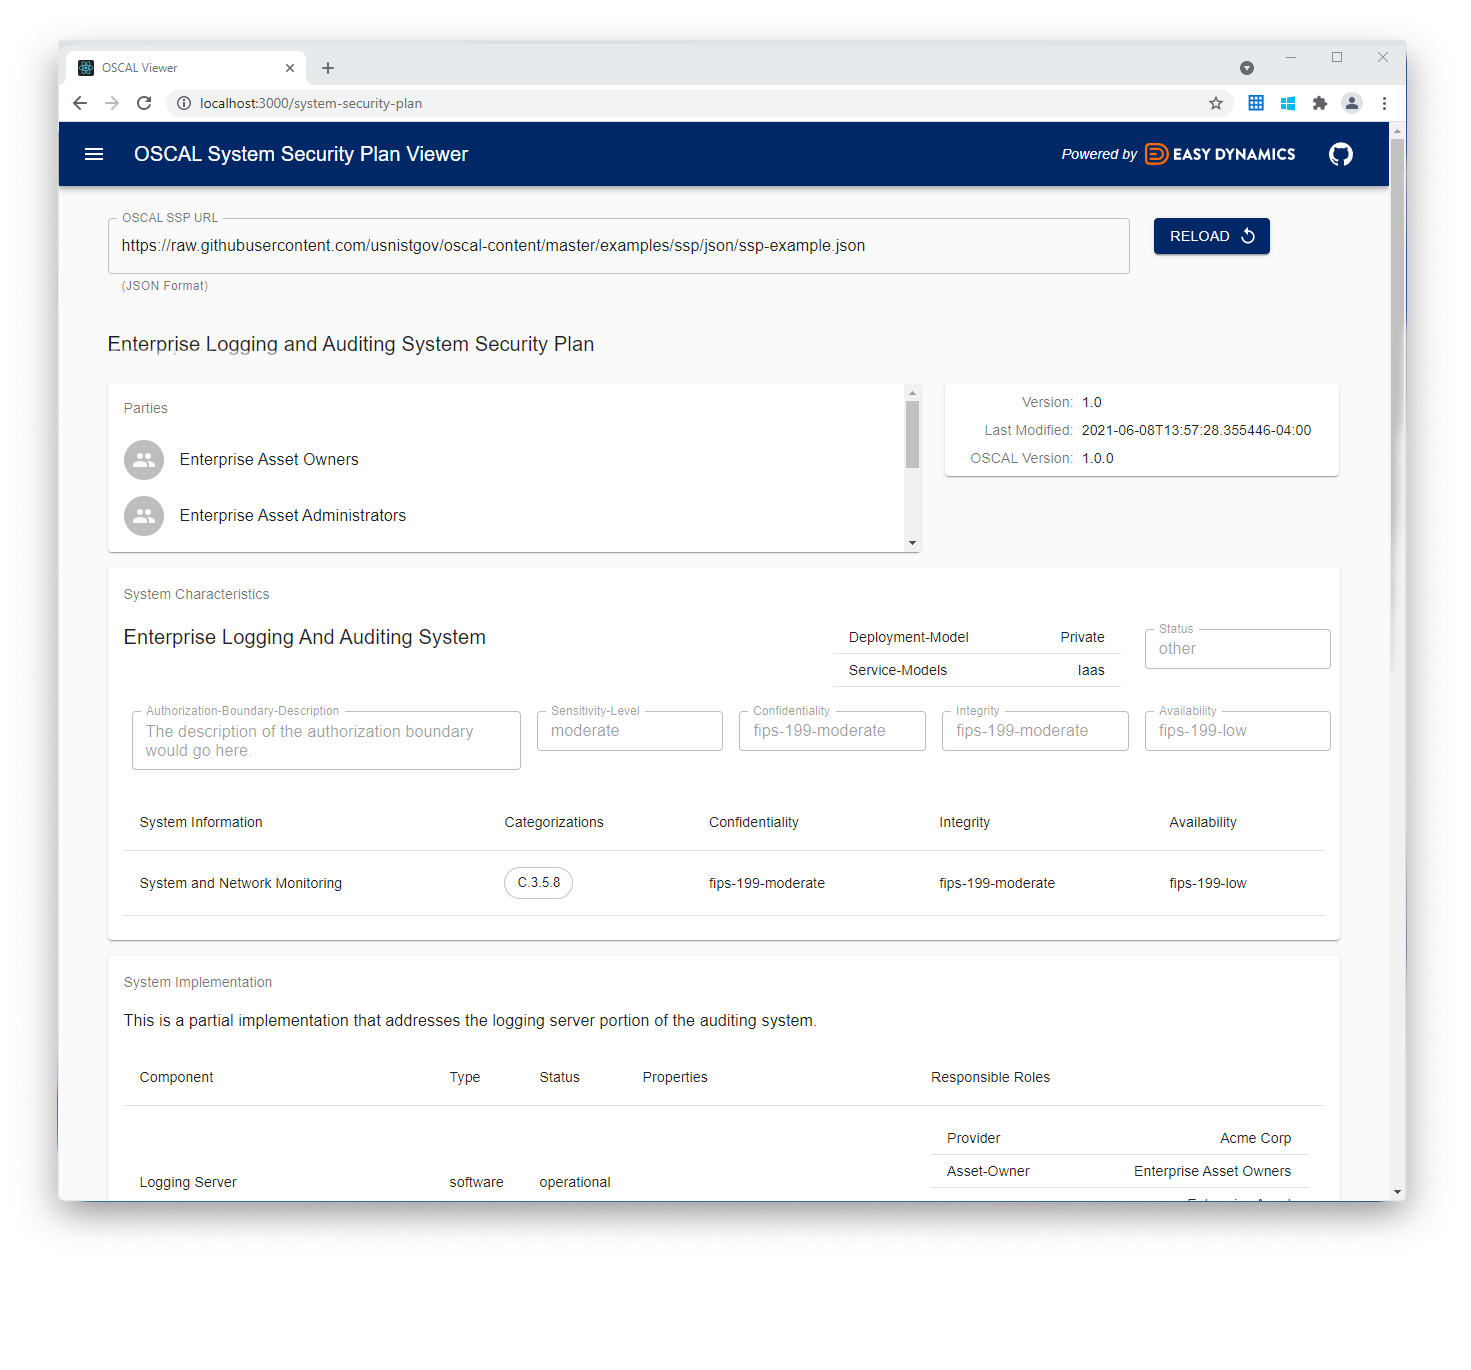 OSCAL Viewer
localhost:3000/system-security-plan
OSCAL System Security Plan Viewer
Powered by EASY DYNAMICS
OSCAL SSP URL
https://raw.githubusercontent.com/usnistgov/oscal-content/master/examples/ssp/json/ssp-example.json
RELOAD
(JSON Format)
Enterprise Logging and Auditing System Security Plan
Parties
Enterprise Asset Owners
Enterprise Asset Administrators
Version: 1.0
Last Modified: 2021-06-08T13:57:28.355446-04:00
OSCAL Version: 1.0.0
System Characteristics
Enterprise Logging And Auditing System
Deployment-Model Private
Service-Models Iaas
Status
other
Authorization-Boundary-Description
The description of the authorization boundary
would go here.
Sensitivity-Level
moderate
Confidentiality
fips-199-moderate
Integrity
fips-199-moderate
Availability
fips-199-low
System Information Categorizations Confidentiality Integrity Availability
System and Network Monitoring C.3.5.8 fips-199-moderate fips-199-moderate fips-199-low
System Implementation
This is a partial implementation that addresses the logging server portion of the auditing system.
Component Type Status Properties Responsible Roles
Provider Acme Corp
Asset-Owner Enterprise Asset Owners
Logging Server software operational